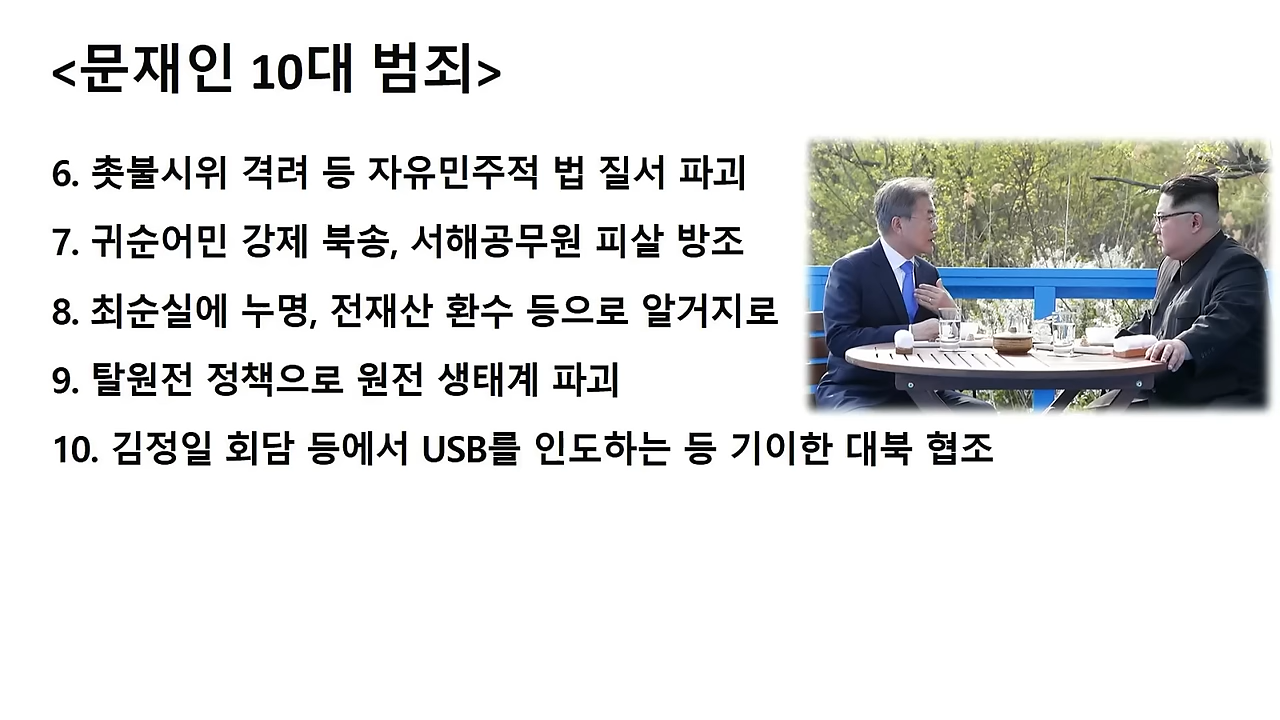 <문재인 10대 범죄>
6. 촛불시위 격려 등 자유민주적 법 질서 파괴
7. 귀순어민 강제 북송, 서해공무원 피살 방조
8. 최순실에 누명, 전재산 환수 등으로 알거지로
9. 탈원전 정책으로 원전 생태계 파괴
10. 김정일 회담 등에서 USB를 인도하는 등 기이한 대북 협조